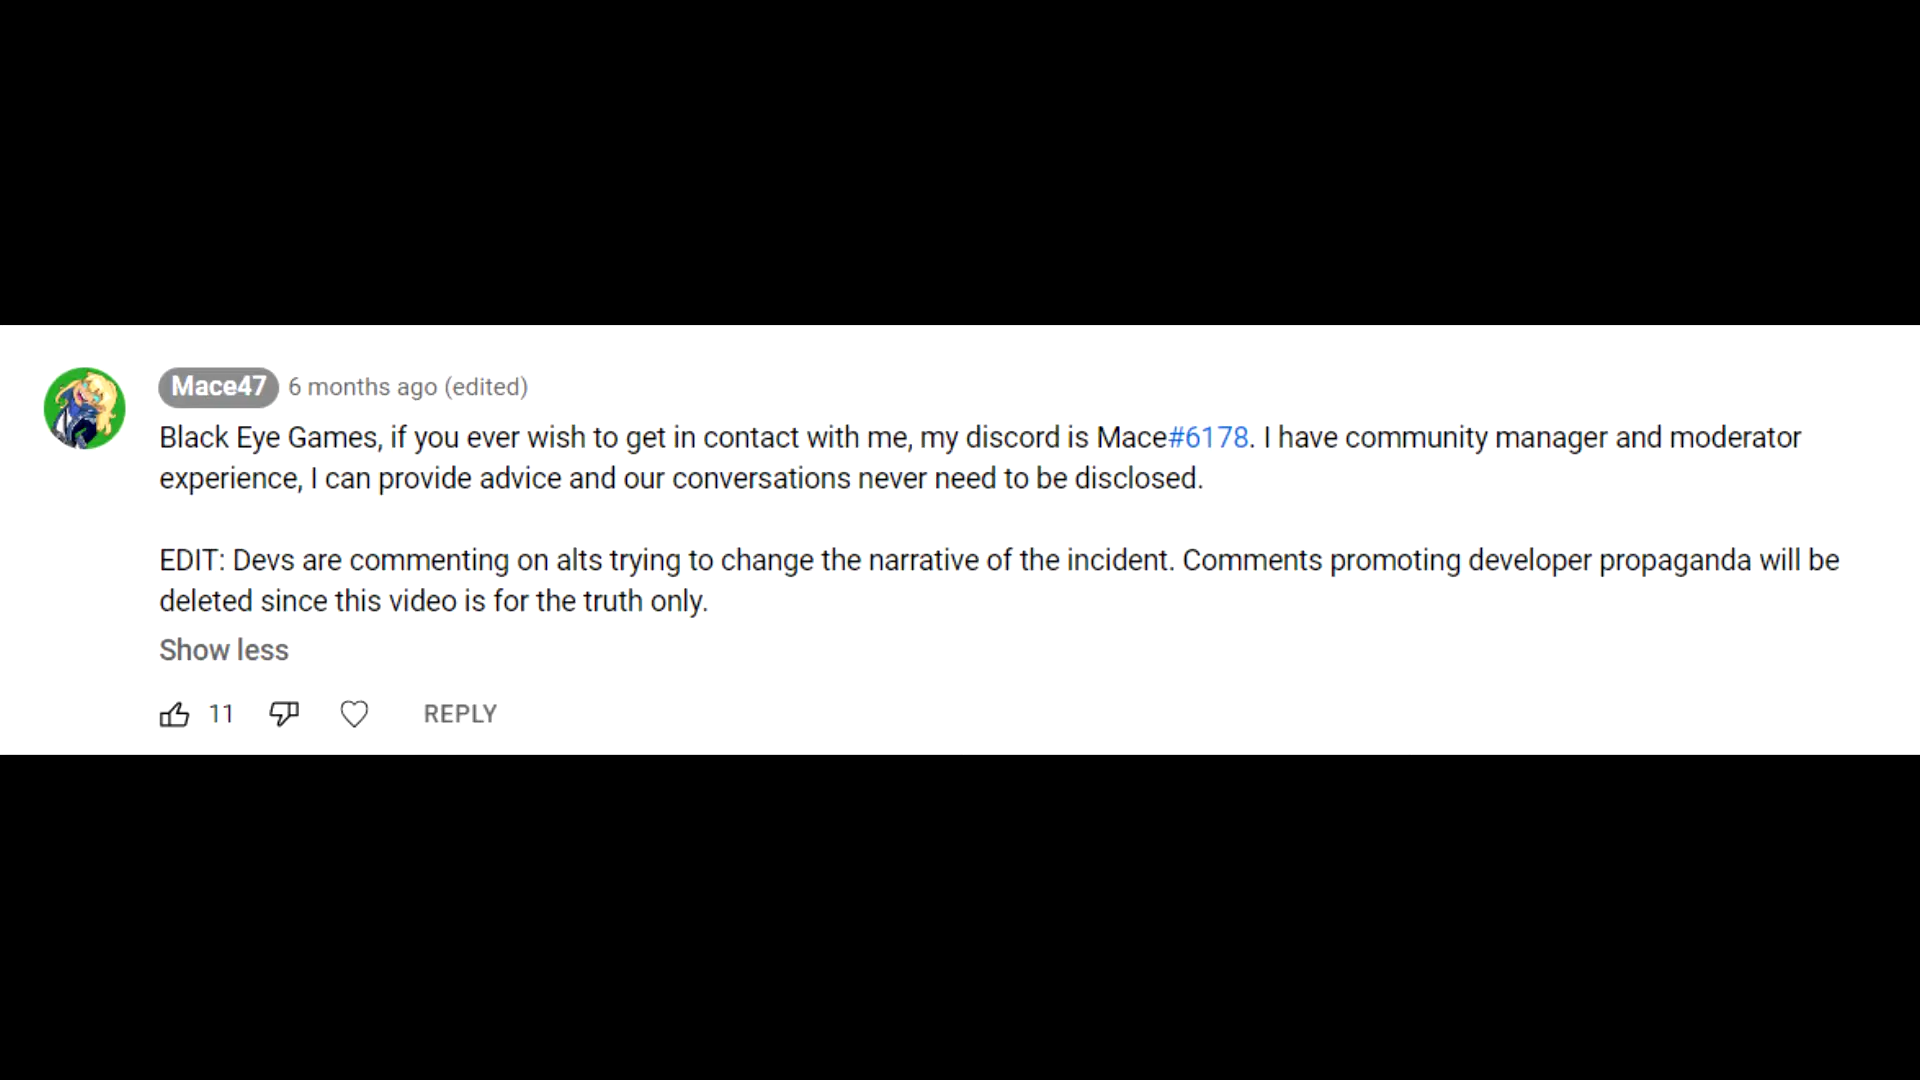 Mace47 6 months ago (edited)
Black Eye Games, if you ever wish to get in contact with me, my discord is Mace#6178. I have community manager and moderator
experience, I can provide advice and our conversations never need to be disclosed.
EDIT: Devs are commenting on alts trying to change the narrative of the incident. Comments promoting developer propaganda will be
deleted since this video is for the truth only.
Show less
11 REPLY